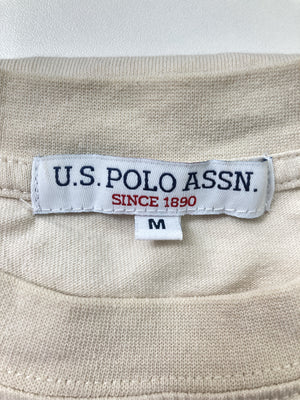 U.S. POLO ASSN.
SINCE 1890
M